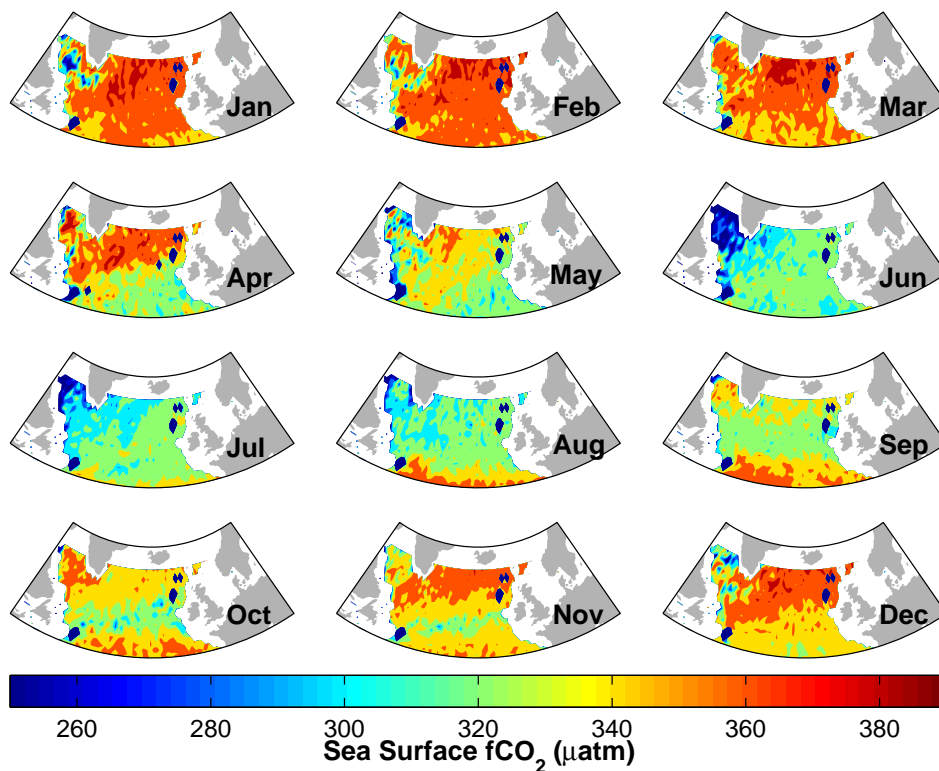 Jan
Feb
Mar
Apr
May
Jun
Jul
Aug
Sep
Oct
Nov
Dec
260 280 300 320 340 360 380
Sea Surface fCO₂ (µatm)